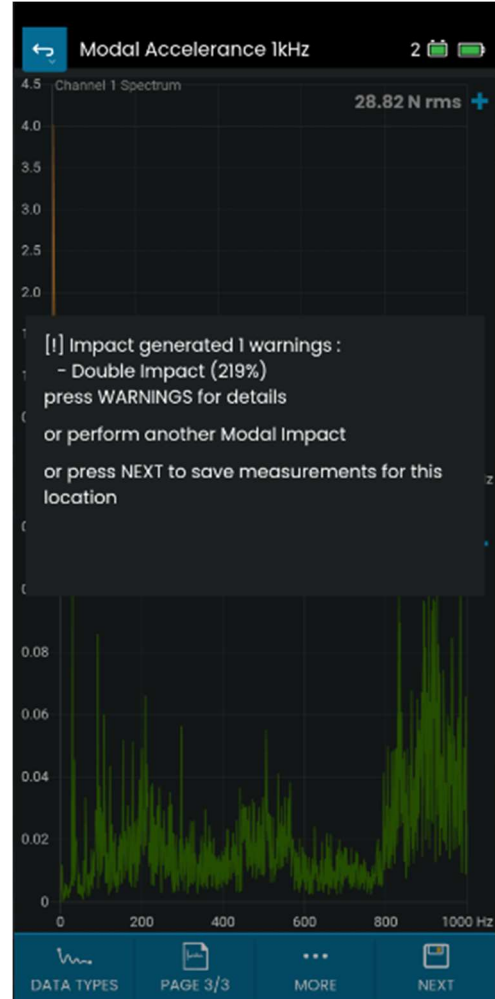 Modal Accelerance 1kHz
2
4.5
Channel 1 Spectrum
28.82 N rms
4.0
3.5
3.0
2.5
2.0
[!] Impact generated 1 warnings :
- Double Impact (219%)
press WARNINGS for details
or perform another Modal Impact
or press NEXT to save measurements for this
location
0.08
0.06
0.04
0.02
0
0 200 400 600 800 1000 Hz
DATA TYPES
PAGE 3/3
MORE
NEXT